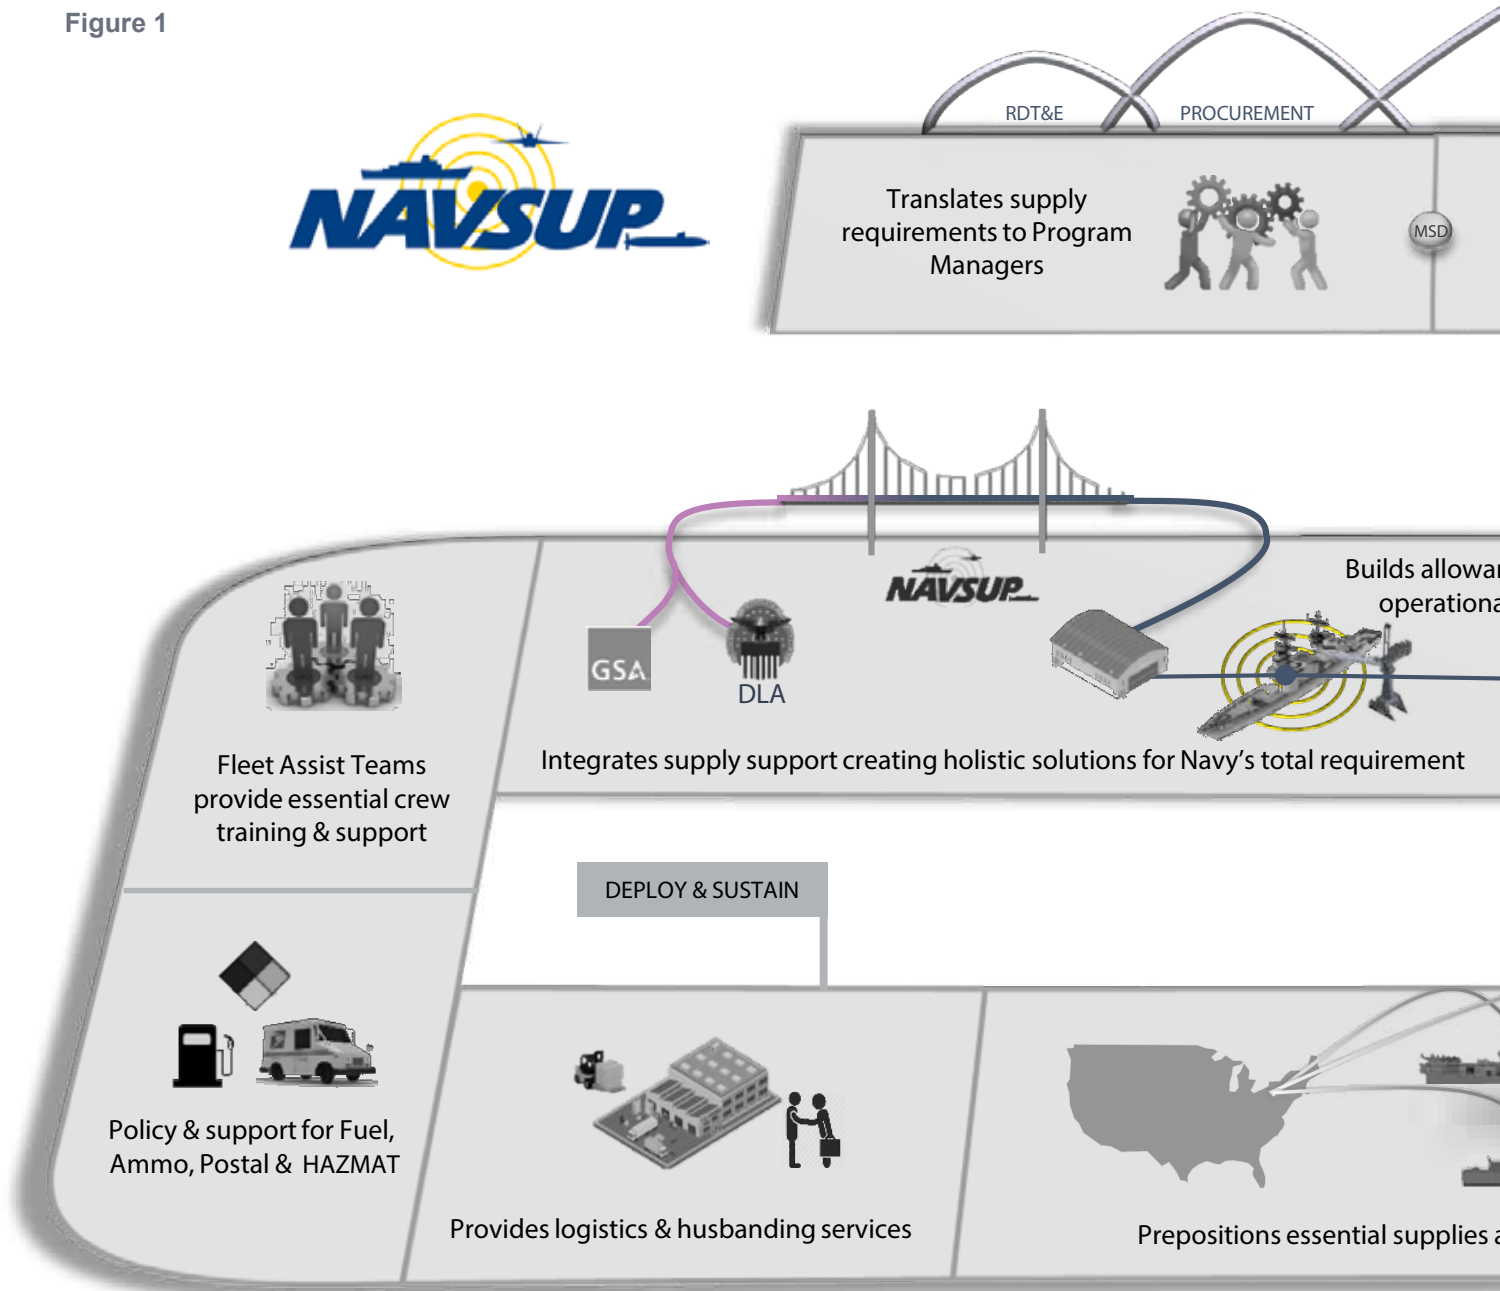 Figure 1
NAVSUP
RDT&E
PROCUREMENT
Translates supply
requirements to Program
Managers
MSD
NAVSUP
Builds allowa
operationa
GSA
DLA
Fleet Assist Teams
provide essential crew
training & support
Integrates supply support creating holistic solutions for Navy's total requirement
DEPLOY & SUSTAIN
Policy & support for Fuel,
Ammo, Postal & HAZMAT
Provides logistics & husbanding services
Prepositions essential supplies a